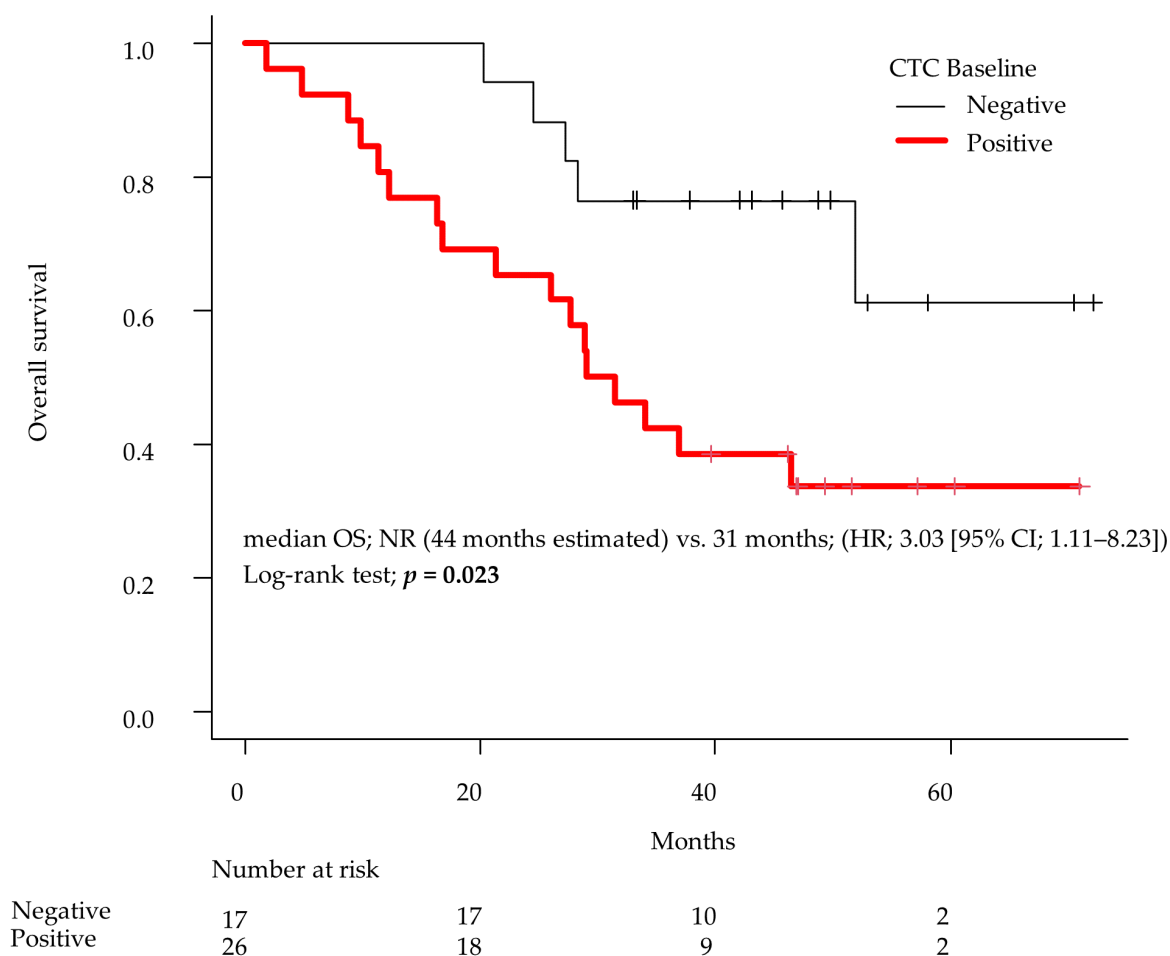 CTC Baseline
Negative
Positive
1.0
0.8
0.6
0.4
0.2
0.0
Overall survival
median OS; NR (44 months estimated) vs. 31 months; (HR; 3.03 [95% CI; 1.11–8.23])
Log-rank test; p = 0.023
0 20 40 60
Months
Number at risk
Negative 17 17 10 2
Positive 26 18 9 2